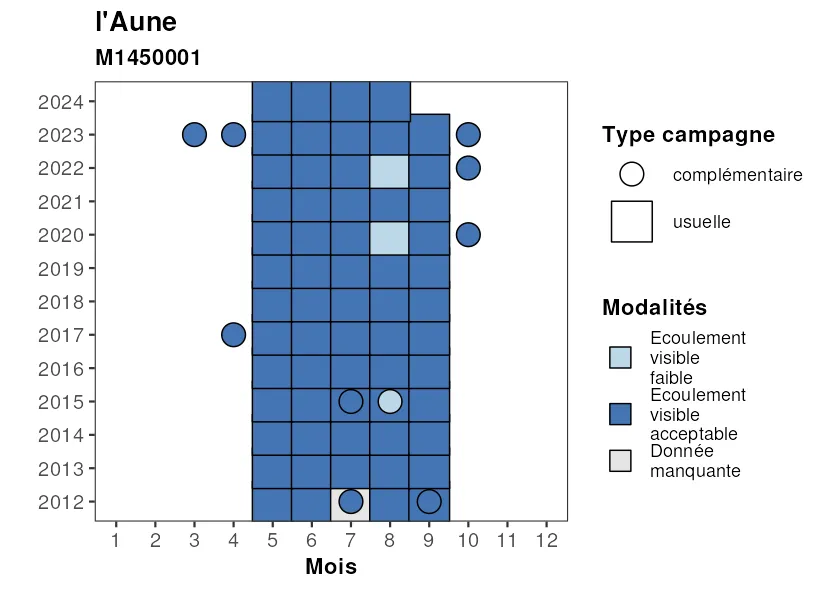 l'Aune
M1450001
2024
2023
2022
2021
2020
2019
2018
2017
2016
2015
2014
2013
2012
1 2 3 4 5 6 7 8 9 10 11 12
Mois
Type campagne
complémentaire
usuelle
Modalités
Ecoulement
visible
faible
Ecoulement
visible
acceptable
Donnée
manquante